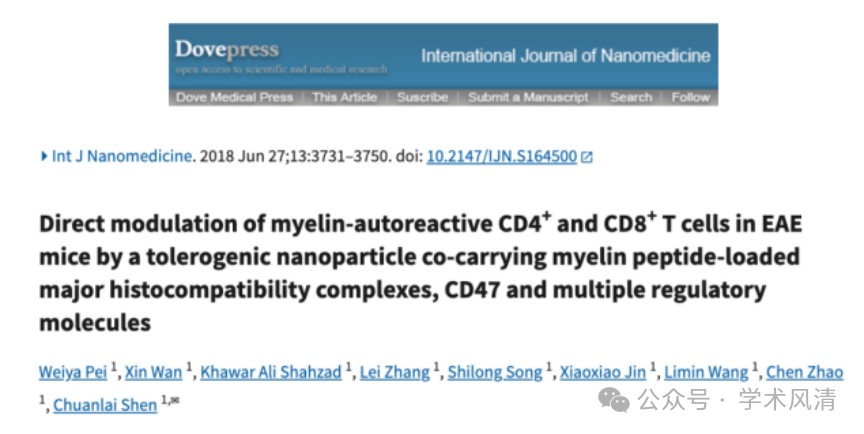 Dovepress
open access to scientific and medical research
International Journal of Nanomedicine
Dove Medical Press | This Article | Suscribe | Submit a Manuscript | Search | Follow
Int J Nanomedicine. 2018 Jun 27;13:3731–3750. doi: 10.2147/IJN.S164500
Direct modulation of myelin-autoreactive CD4+ and CD8+ T cells in EAE
mice by a tolerogenic nanoparticle co-carrying myelin peptide-loaded
major histocompatibility complexes, CD47 and multiple regulatory
molecules
Weiya Pei 1, Xin Wan 1, Khawar Ali Shahzad 1, Lei Zhang 1, Shilong Song 1, Xiaoxiao Jin 1, Limin Wang 1, Chen Zhao
1, Chuanlai Shen 1,✉
公众号 · 学术风清